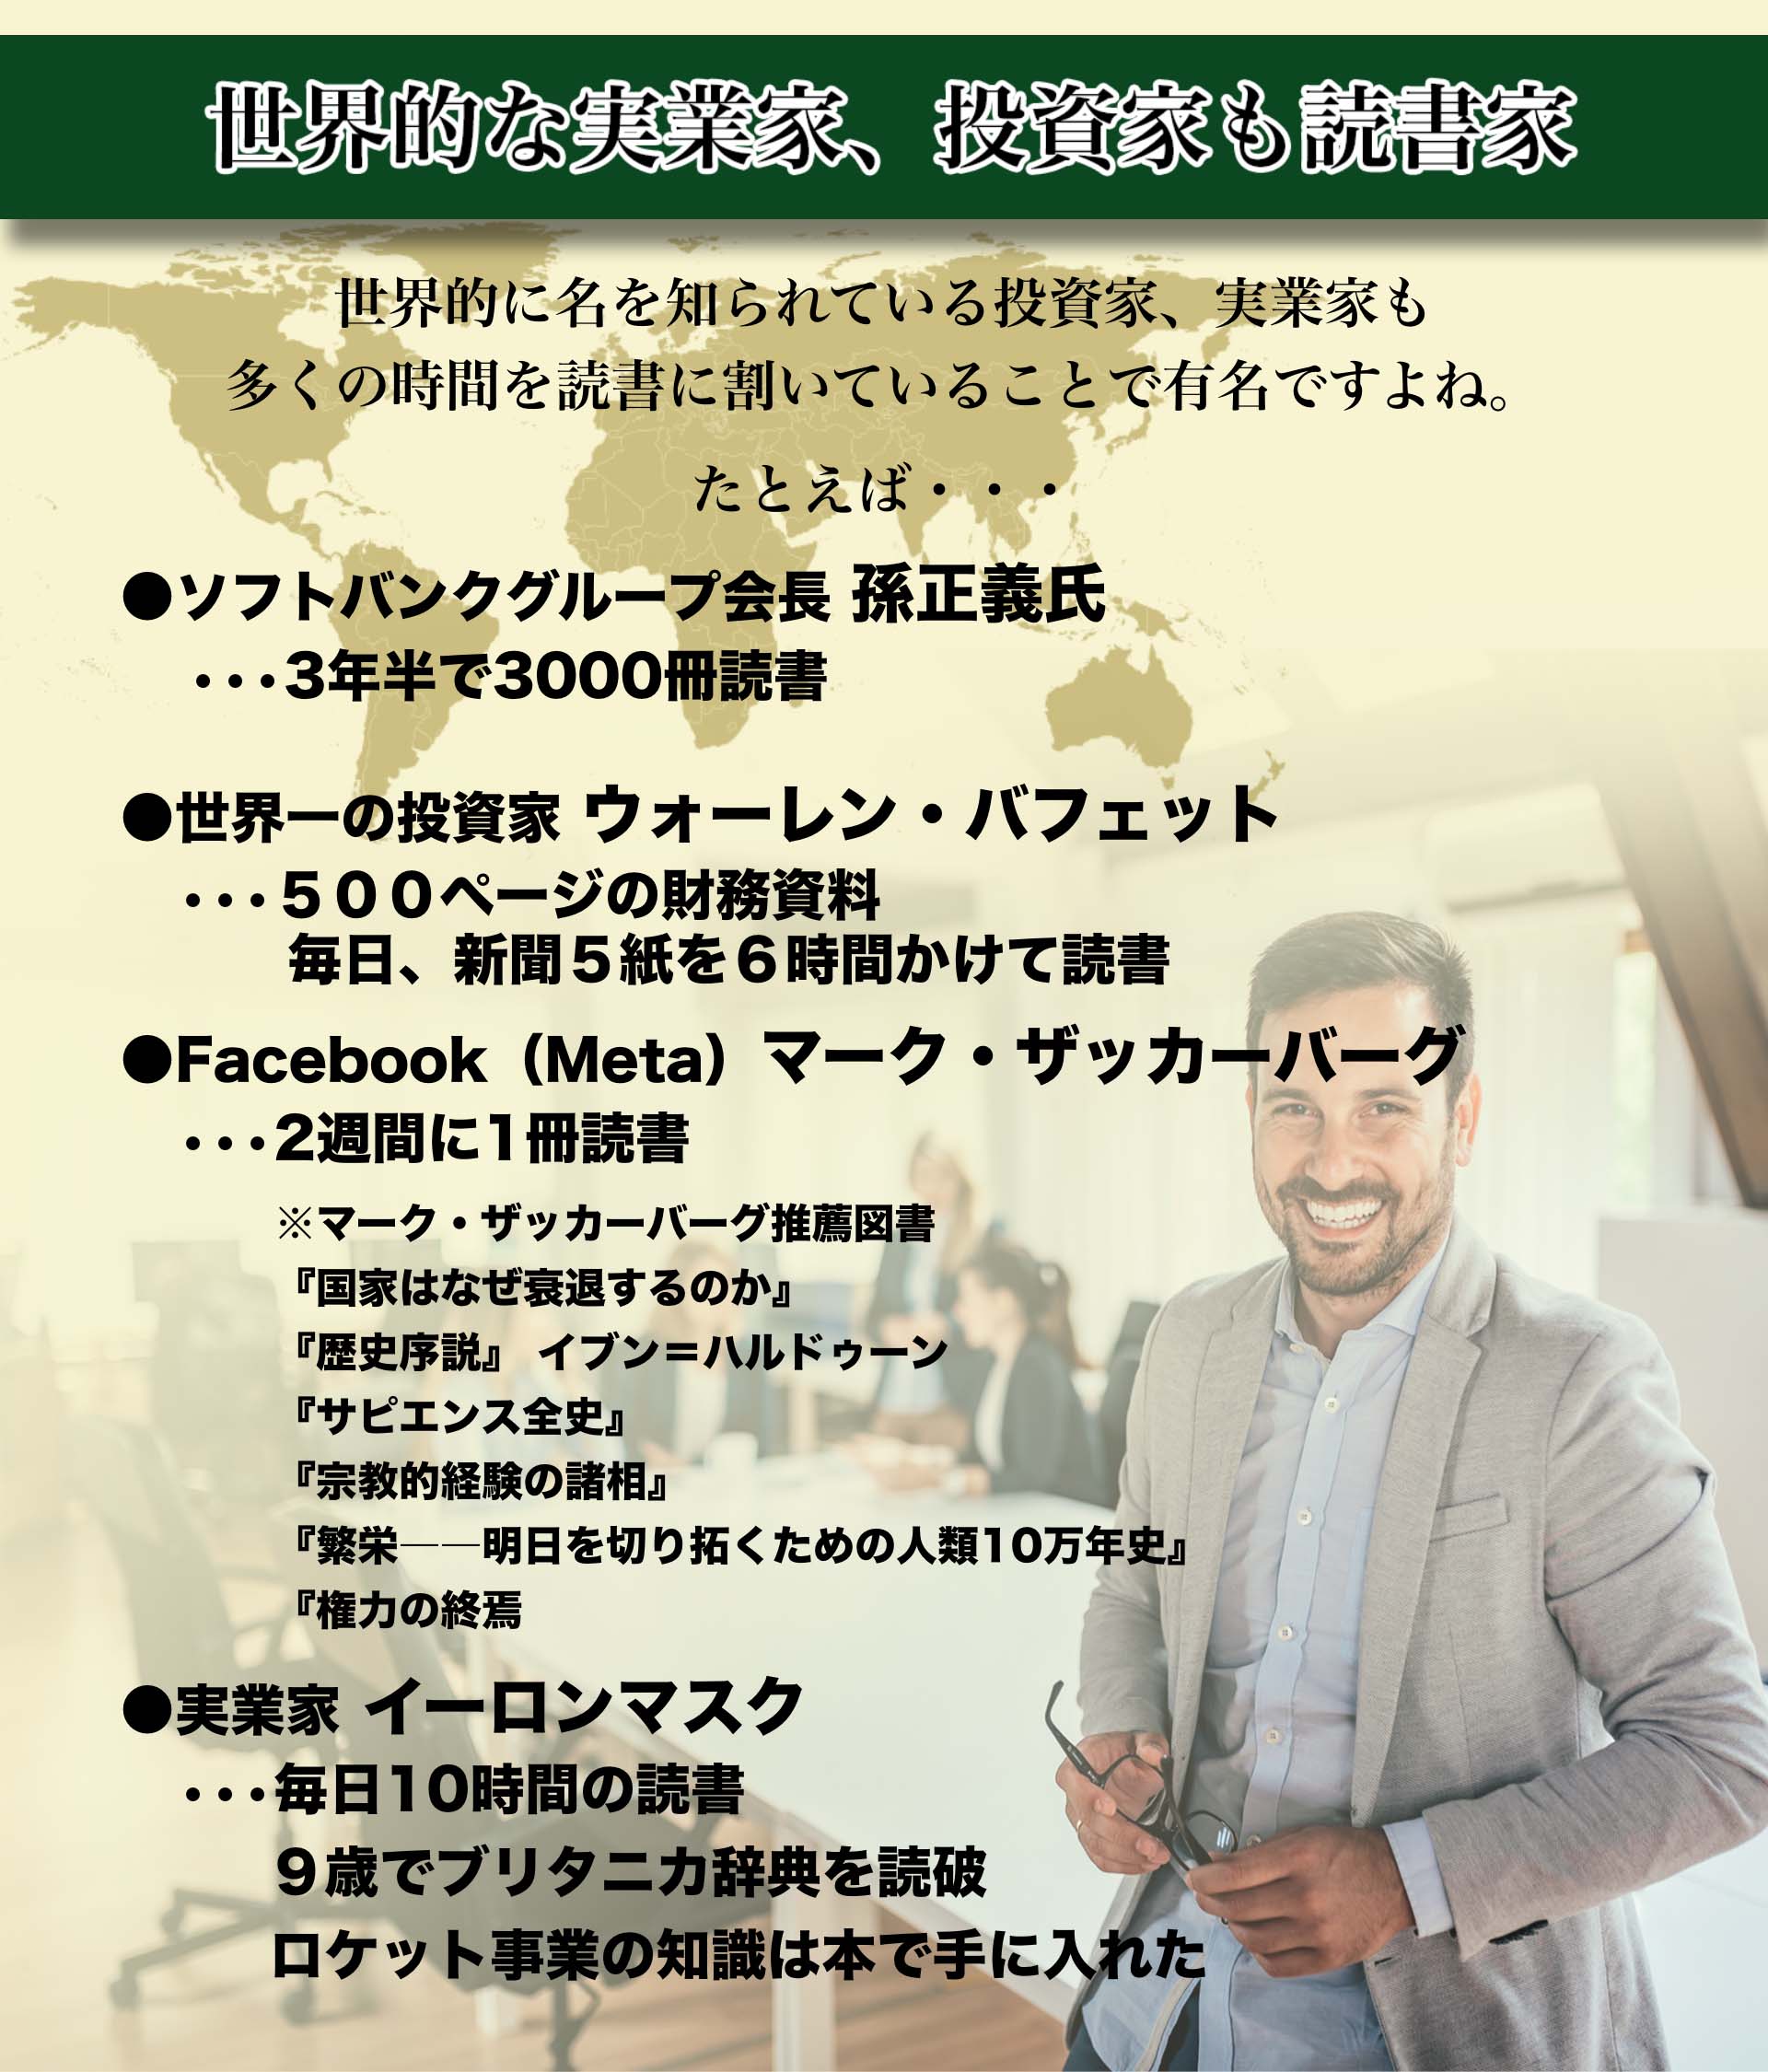 世界的な実業家、投資家も読書家
世界的に名を知られている投資家、実業家も
多くの時間を読書に割いていることで有名ですよね。
たとえば・・・
●ソフトバンクグループ会長 孫正義氏
・・・3年半で3000冊読書
●世界一の投資家 ウォーレン・バフェット
・・・５００ページの財務資料
毎日、新聞５紙を６時間かけて読書
●Facebook（Meta）マーク・ザッカーバーグ
・・・2週間に1冊読書
※マーク・ザッカーバーグ推薦図書
『国家はなぜ衰退するのか』
『歴史序説』 イブン＝ハルドゥーン
『サピエンス全史』
『宗教的経験の諸相』
『繁栄――明日を切り拓くための人類10万年史』
『権力の終焉
●実業家 イーロンマスク
・・・毎日10時間の読書
９歳でブリタニカ辞典を読破
ロケット事業の知識は本で手に入れた